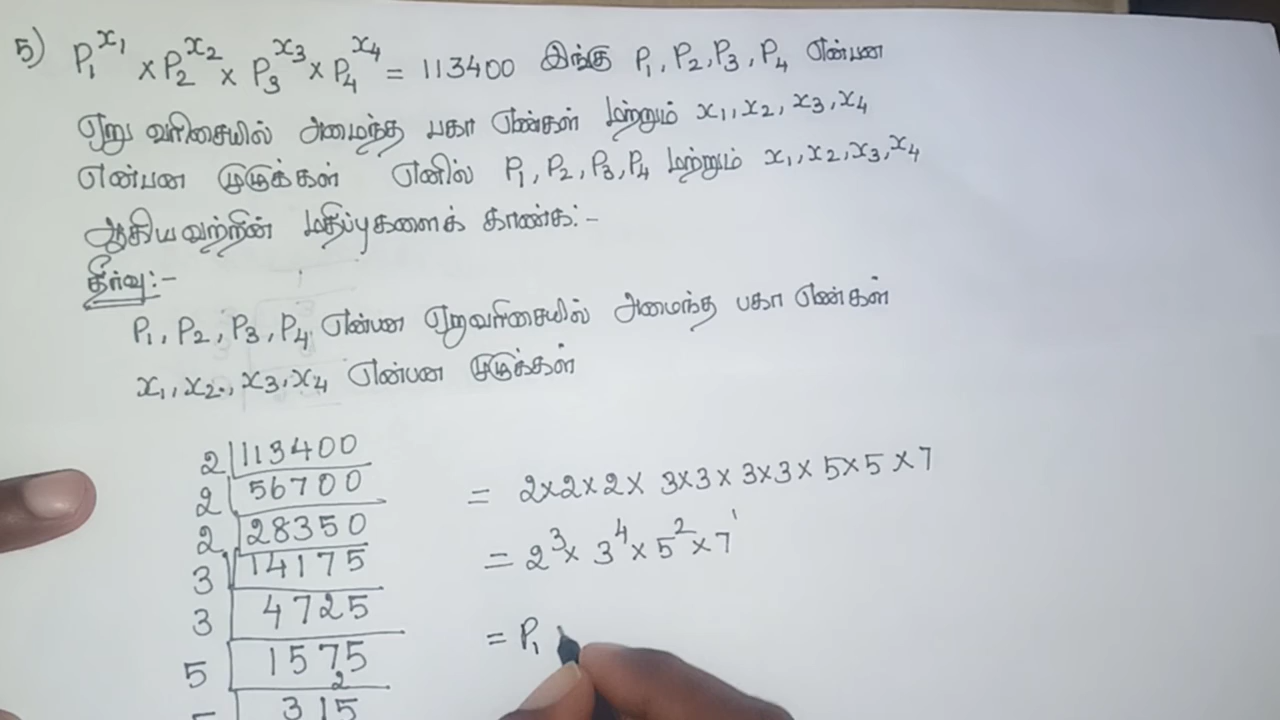 5) P₁^x₁ × P₂^x₂ × P₃^x₃ × P₄^x₄ = 113400 இங்கு P₁, P₂, P₃, P₄ என்பன
ஏறு வரிசையில் அமைந்த பகா எண்கள் மற்றும் x₁, x₂, x₃, x₄
என்பன முழுக்கள் எனில் P₁, P₂, P₃, P₄ மற்றும் x₁, x₂, x₃, x₄
ஆகியவற்றின் மதிப்புகளைக் காண்க:-
தீர்வு:-
P₁, P₂, P₃, P₄ என்பன ஏறுவரிசையில் அமைந்த பகா எண்கள்
x₁, x₂, x₃, x₄ என்பன முழுக்கள்
2 | 113400
2 | 56700
2 | 28350
3 | 14175
3 | 4725
5 | 1575
2
315
= 2×2×2× 3×3× 3×3× 5×5 ×7
= 2³× 3⁴× 5² ×7¹
= P₁